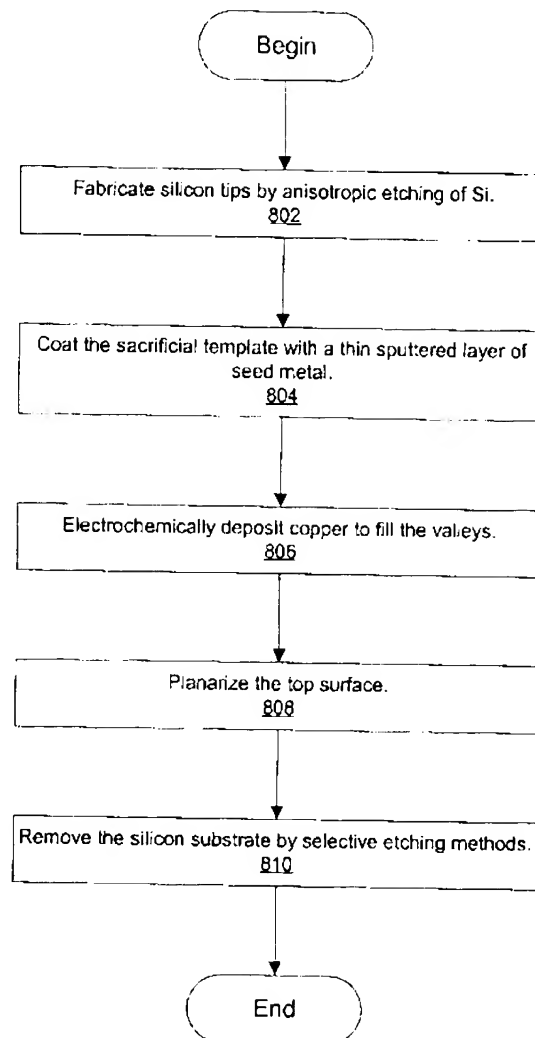 Begin
Fabricate silicon tips by anisotropic etching of Si.
802
Coat the sacrificial template with a thin sputtered layer of
seed metal.
804
Electrochemically deposit copper to fill the valleys.
806
Planarize the top surface.
808
Remove the silicon substrate by selective etching methods.
810
End